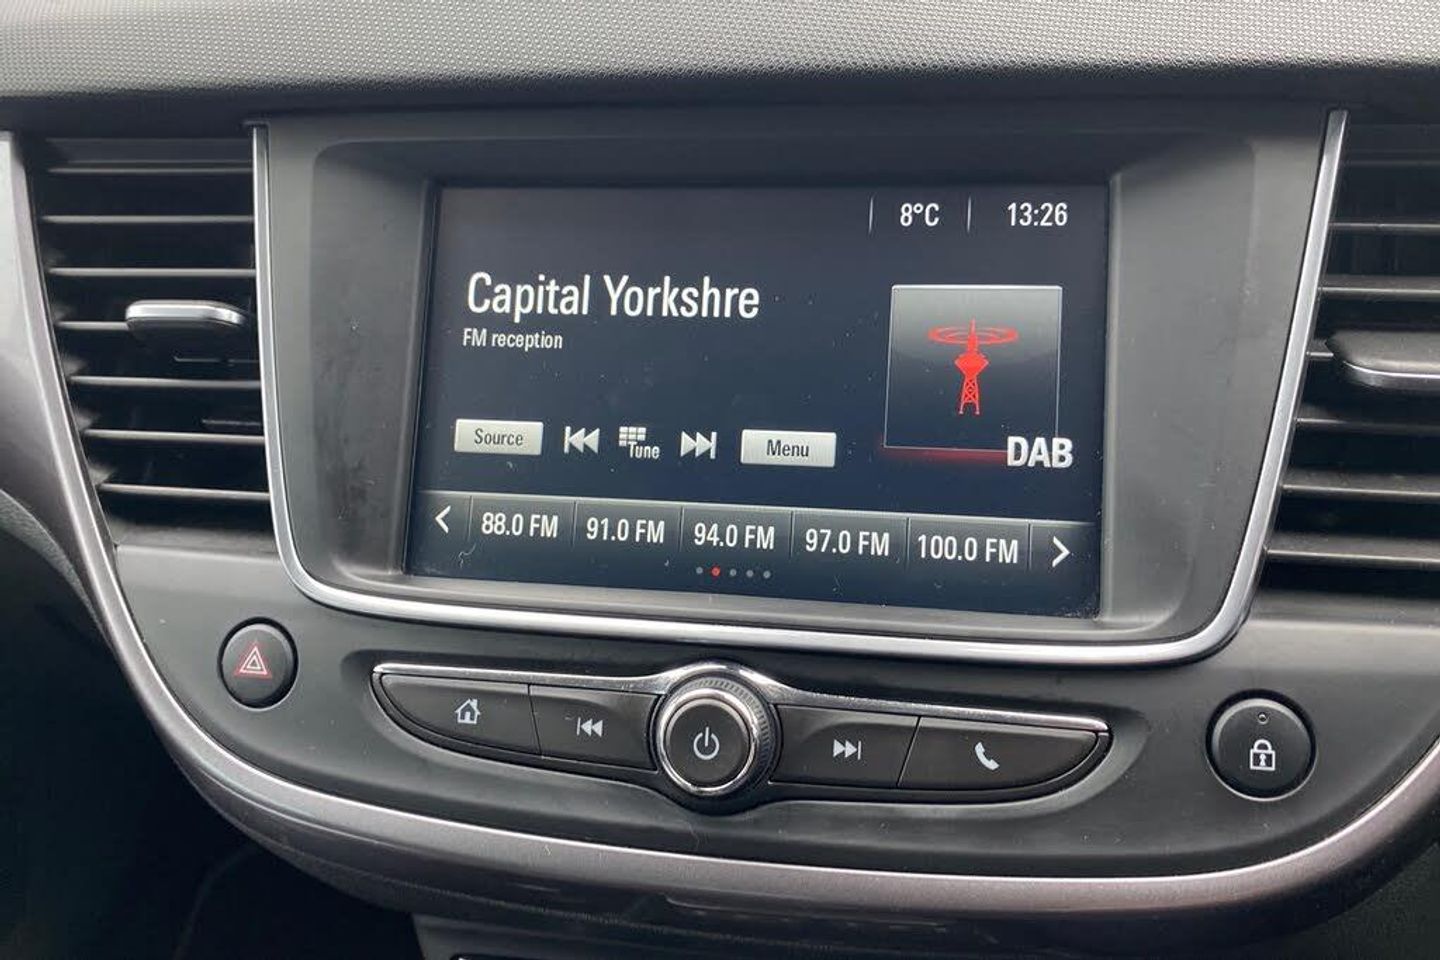 8°C 13:26
Capital Yorkshre
FM reception
DAB
Source Tune Menu
88.0 FM 91.0 FM 94.0 FM 97.0 FM 100.0 FM